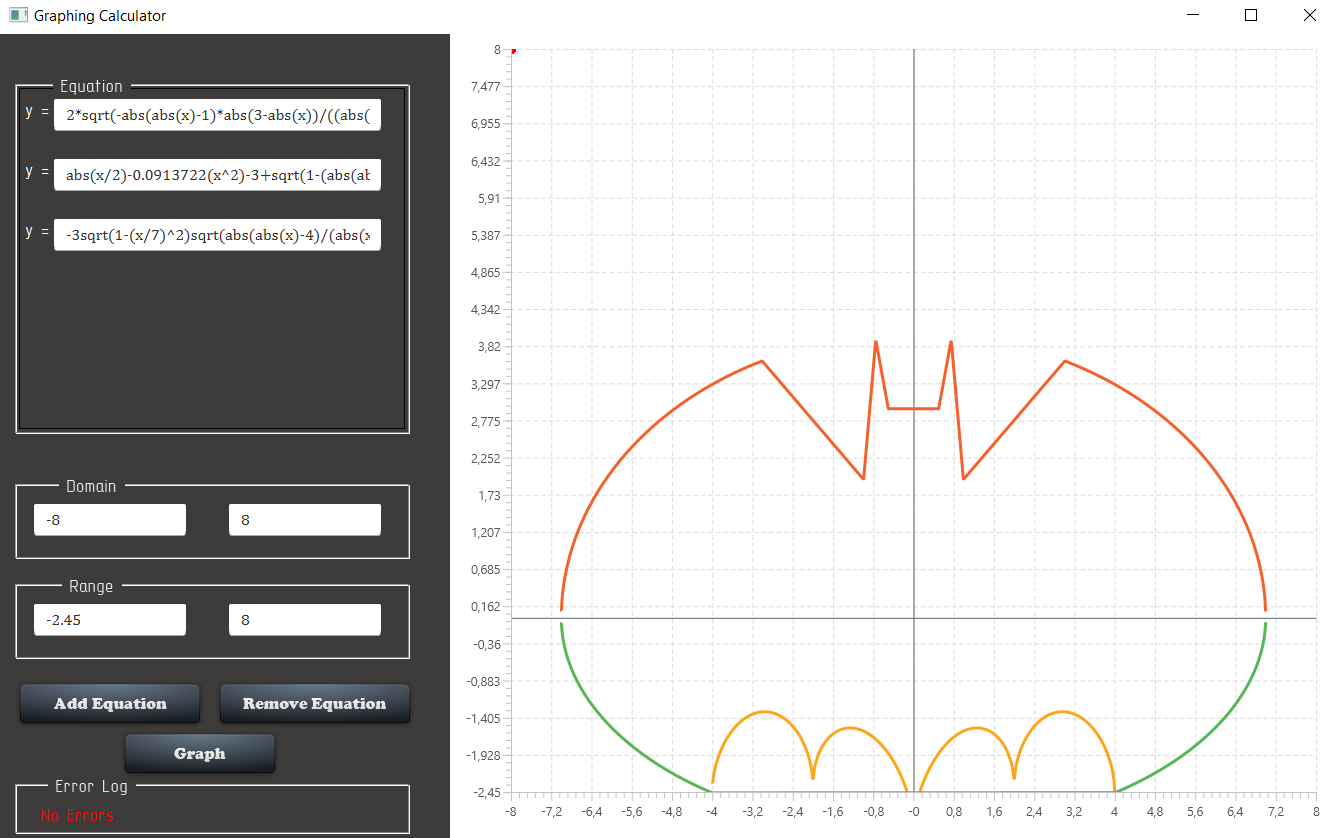 Graphing Calculator
Equation
y = 2*sqrt(-abs(abs(x)-1)*abs(3-abs(x))/((abs(
y = abs(x/2)-0.0913722(x^2)-3+sqrt(1-(abs(ab
y = -3sqrt(1-(x/7)^2)sqrt(abs(abs(x)-4)/(abs(x
Domain
-8 8
Range
-2.45 8
Add Equation Remove Equation
Graph
Error Log
No Errors
8
7,477
6,955
6,432
5,91
5,387
4,865
4,342
3,82
3,297
2,775
2,252
1,73
1,207
0,685
0,162
-0,36
-0,883
-1,405
-1,928
-2,45
-8 -7,2 -6,4 -5,6 -4,8 -4 -3,2 -2,4 -1,6 -0,8 0 0,8 1,6 2,4 3,2 4 4,8 5,6 6,4 7,2 8